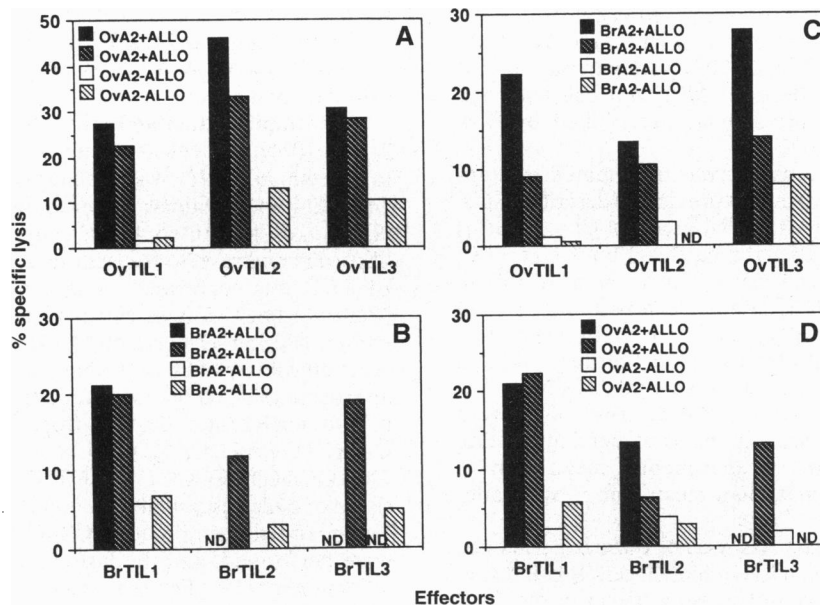 % specific lysis
A
50
40
30
20
10
0
OvA2+ALLO
OvA2+ALLO
OvA2-ALLO
OvA2-ALLO
OvTIL1 OvTIL2 OvTIL3
C
30
20
10
0
BrA2+ALLO
BrA2+ALLO
BrA2-ALLO
BrA2-ALLO
ND
OvTIL1 OvTIL2 OvTIL3
B
30
20
10
0
BrA2+ALLO
BrA2+ALLO
BrA2-ALLO
BrA2-ALLO
ND ND ND
BrTIL1 BrTIL2 BrTIL3
D
30
20
10
0
OvA2+ALLO
OvA2+ALLO
OvA2-ALLO
OvA2-ALLO
ND ND
BrTIL1 BrTIL2 BrTIL3
Effectors